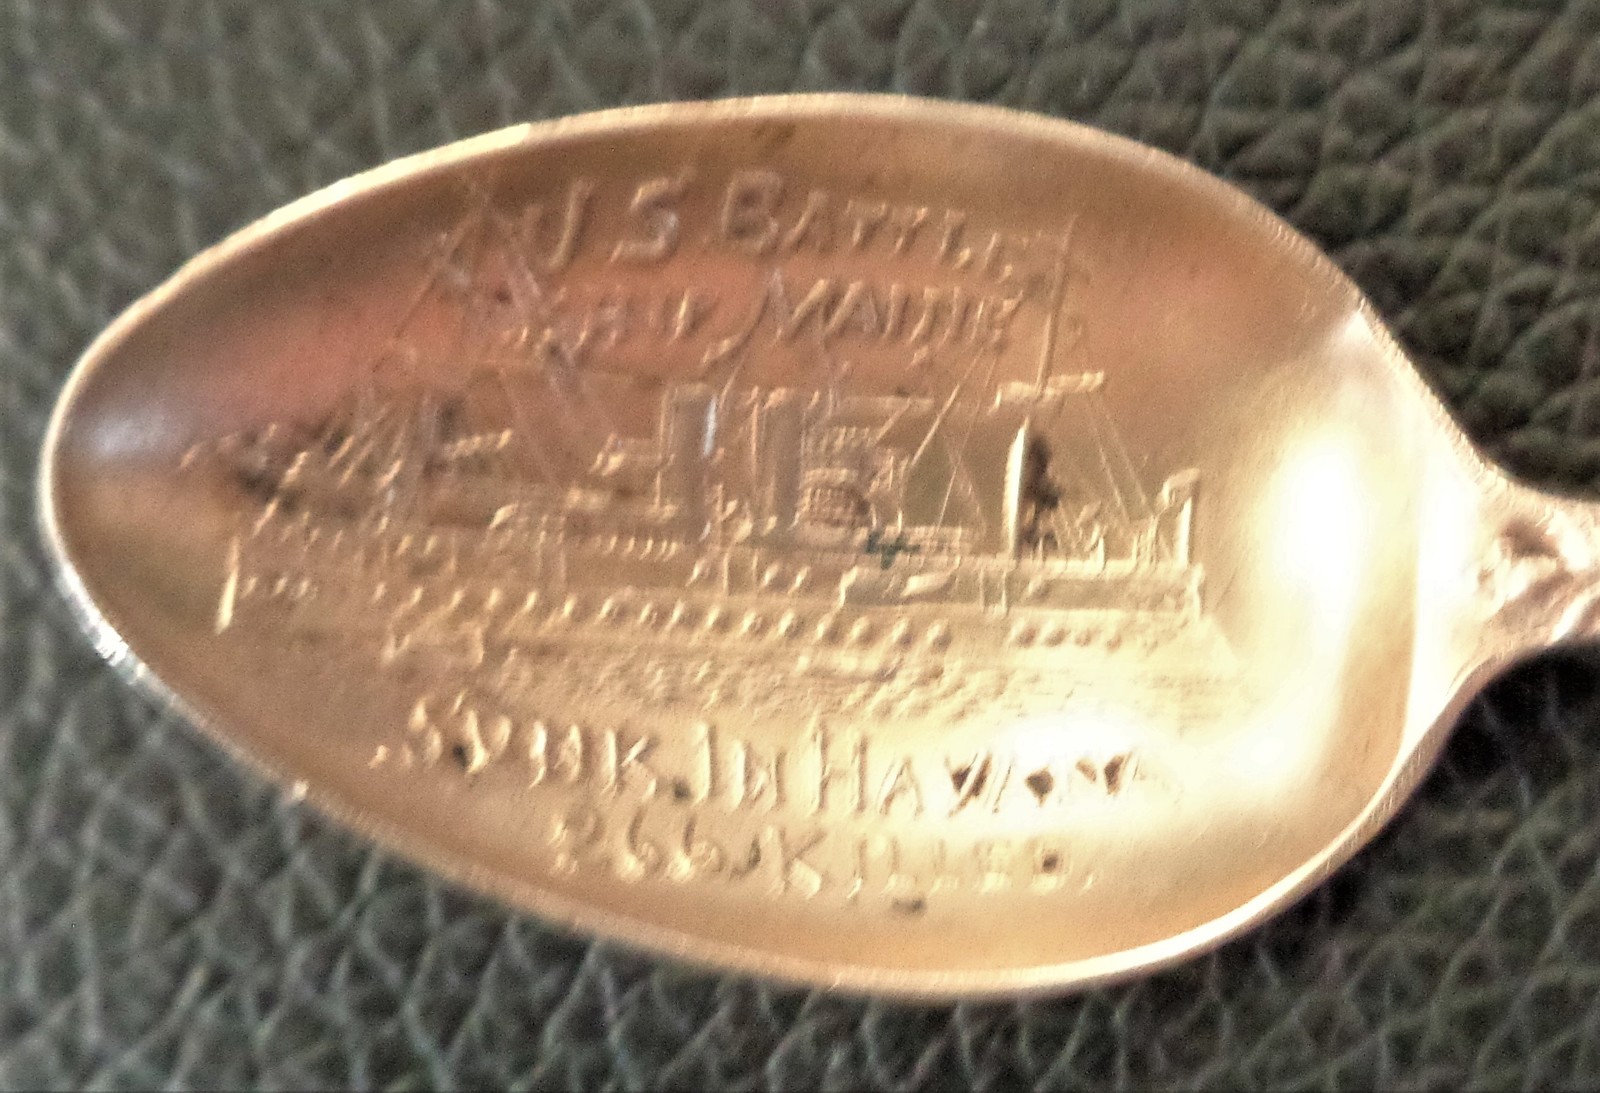 U.S. BATTLE
SHIP MAINE
SUNK IN HAVANA
266 KILLED.